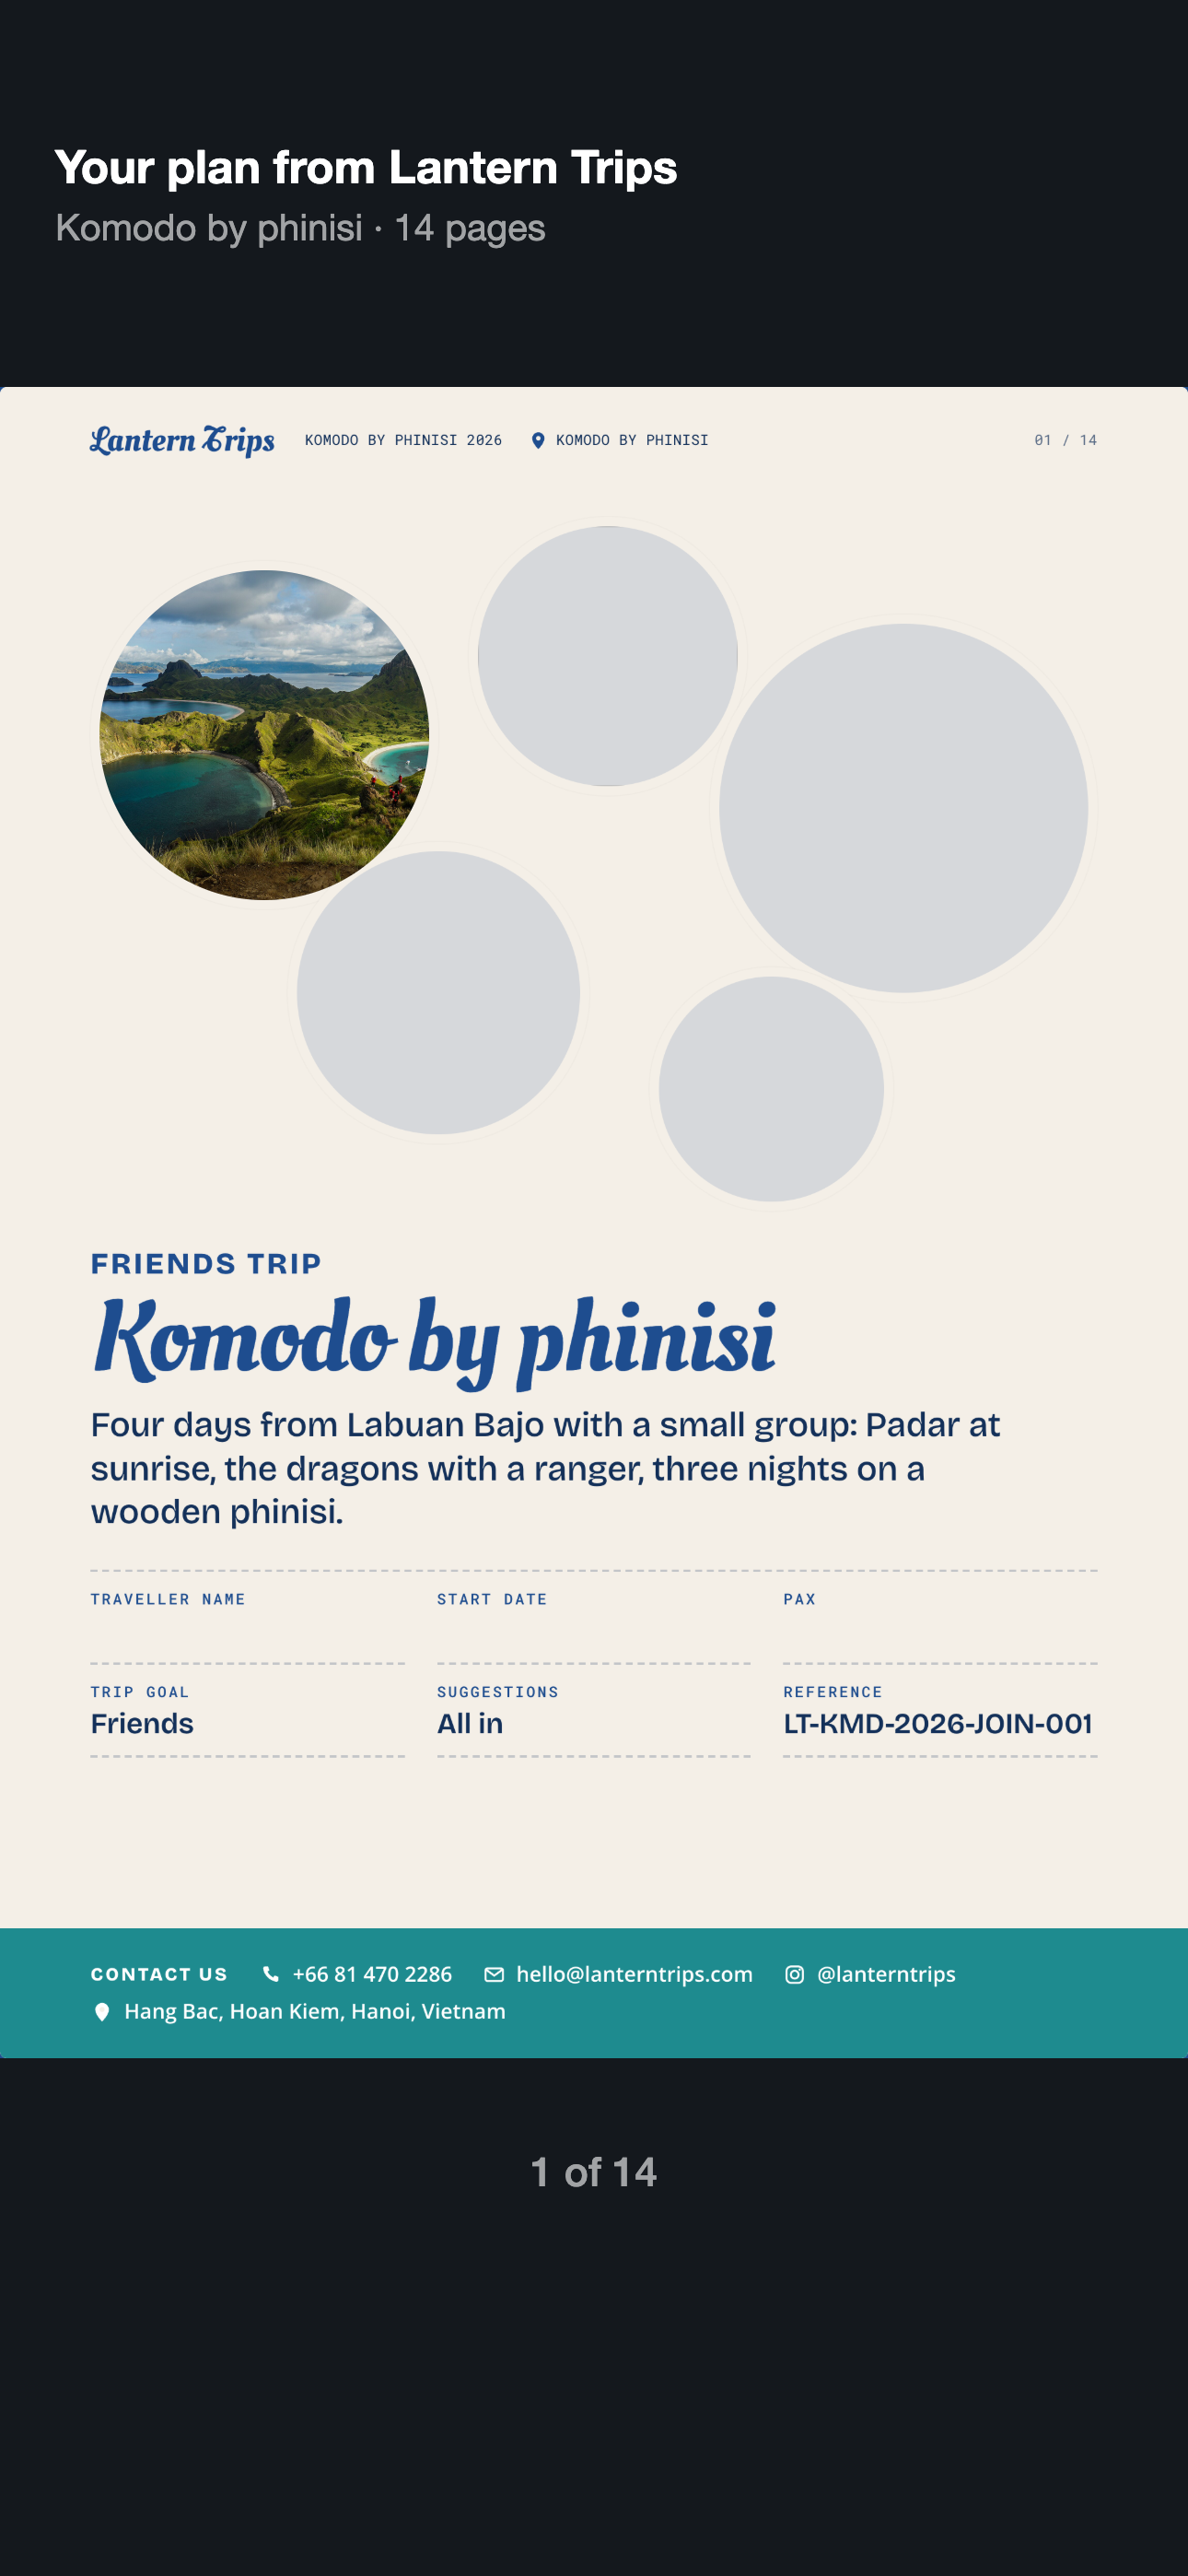 Your plan from Lantern Trips
Komodo by phinisi · 14 pages
Lantern Trips
KOMODO BY PHINISI 2026
KOMODO BY PHINISI
01 / 14
FRIENDS TRIP
Komodo by phinisi
Four days from Labuan Bajo with a small group: Padar at
sunrise, the dragons with a ranger, three nights on a
wooden phinisi.
TRAVELLER NAME
START DATE
PAX
TRIP GOAL
Friends
SUGGESTIONS
All in
REFERENCE
LT-KMD-2026-JOIN-001
CONTACT US
+66 81 470 2286
hello@lanterntrips.com
@lanterntrips
Hang Bac, Hoan Kiem, Hanoi, Vietnam
1 of 14